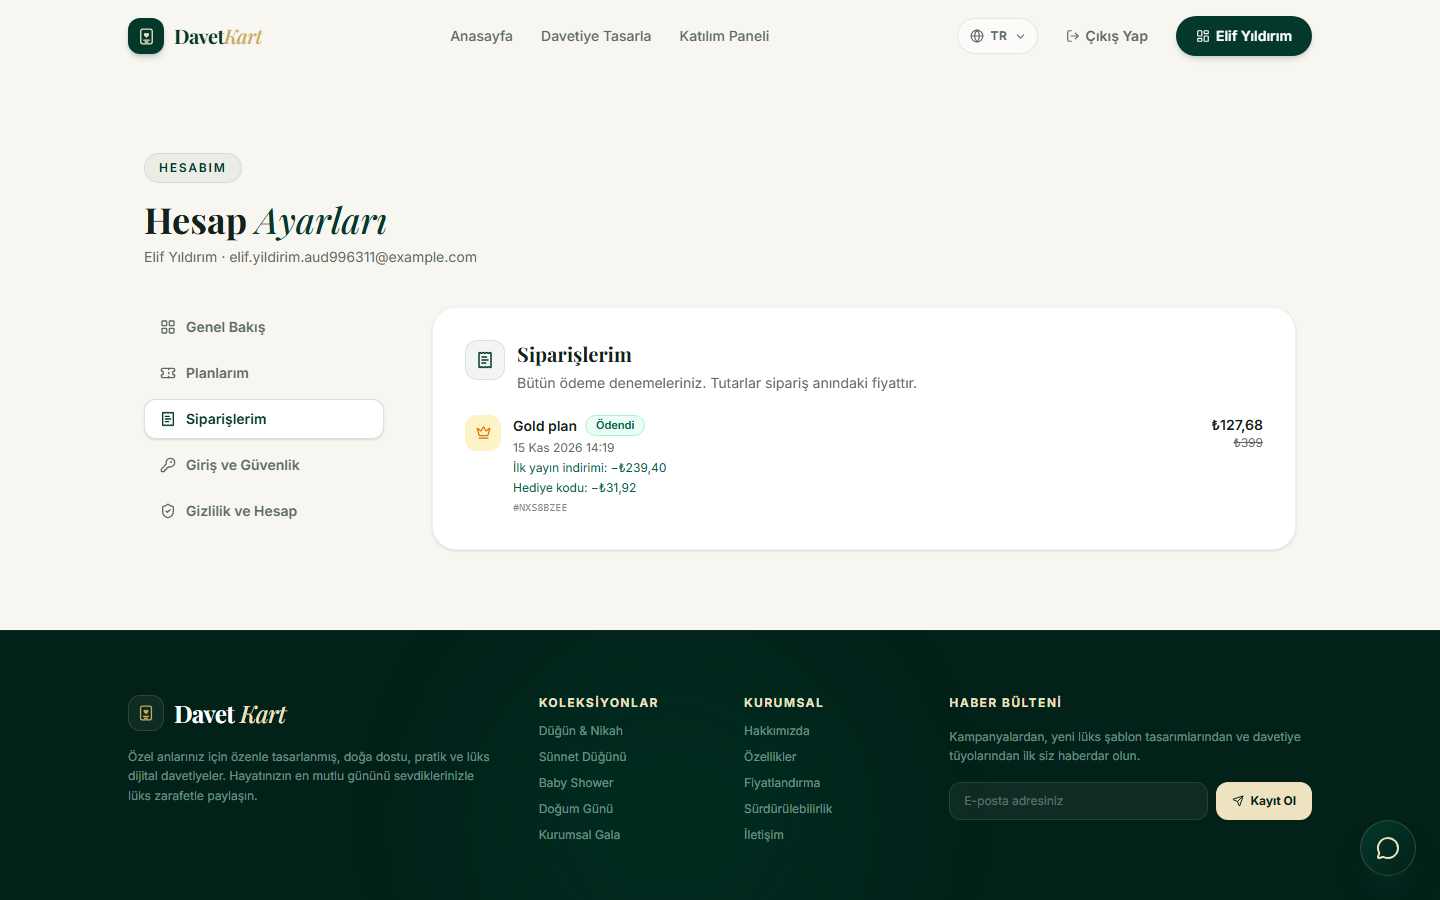 DavetKart
Anasayfa
Davetiye Tasarla
Katılım Paneli
TR
Çıkış Yap
Elif Yıldırım
HESABIM
Hesap Ayarları
Elif Yıldırım · elif.yildirim.aud996311@example.com
Genel Bakış
Planlarım
Siparişlerim
Giriş ve Güvenlik
Gizlilik ve Hesap
Siparişlerim
Bütün ödeme denemeleriniz. Tutarlar sipariş anındaki fiyattır.
Gold plan
Ödendi
15 Kas 2026 14:19
İlk yayın indirimi: −₺239,40
Hediye kodu: −₺31,92
#NXS8BZEE
₺127,68
₺399
Davet Kart
Özel anlarınız için özenle tasarlanmış, doğa dostu, pratik ve lüks
dijital davetiyeler. Hayatınızın en mutlu gününü sevdiklerinizle
lüks zarafetle paylaşın.
KOLEKSİYONLAR
Düğün & Nikah
Sünnet Düğünü
Baby Shower
Doğum Günü
Kurumsal Gala
KURUMSAL
Hakkımızda
Özellikler
Fiyatlandırma
Sürdürülebilirlik
İletişim
HABER BÜLTENİ
Kampanyalardan, yeni lüks şablon tasarımlarından ve davetiye
tüyolarından ilk siz haberdar olun.
E-posta adresiniz
Kayıt Ol